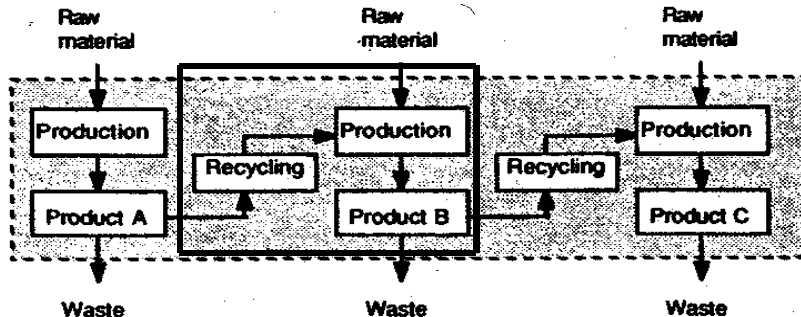 Raw
material
Raw
material
Raw
material
Production
Production
Production
Recycling
Recycling
Product A
Product B
Product C
Waste
Waste
Waste